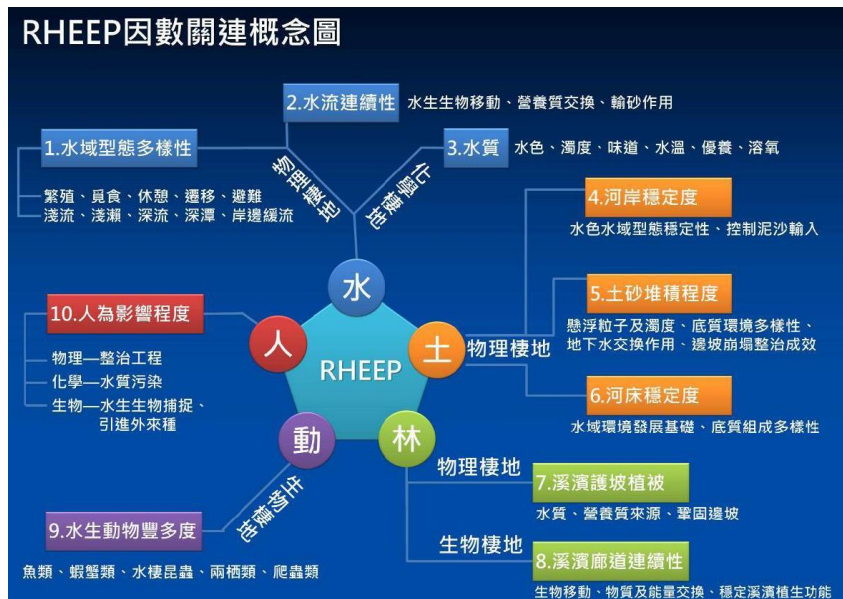 RHEEP因數關連概念圖
2.水流連續性
水生生物移動、營養質交換、輸砂作用
1.水域型態多樣性
3.水質
水色、濁度、味道、水溫、優養、溶氧
物理棲地
化學棲地
繁殖、覓食、休憩、遷移、避難
淺流、淺瀨、深流、深潭、岸邊緩流
4.河岸穩定度
水色水域型態穩定性、控制泥沙輸入
水
5.土砂堆積程度
懸浮粒子及濁度、底質環境多樣性、
地下水交換作用、邊坡崩塌整治成效
10.人為影響程度
人
土
物理棲地
RHEEP
物理—整治工程
化學—水質污染
生物—水生生物捕捉、
引進外來種
6.河床穩定度
水域環境發展基礎、底質組成多樣性
動
林
物理棲地
7.溪濱護坡植被
水質、營養質來源、鞏固邊坡
生物棲地
9.水生動物豐多度
魚類、蝦蟹類、水棲昆蟲、兩栖類、爬蟲類
生物棲地
8.溪濱廊道連續性
生物移動、物質及能量交換、穩定溪濱植生功能